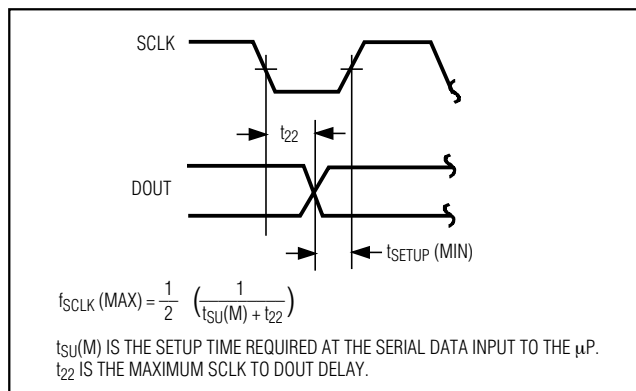 SCLK
t22
DOUT
tSETUP (MIN)
fSCLK (MAX) = 1/2 (1/(tSU(M) + t22))
tSU(M) IS THE SETUP TIME REQUIRED AT THE SERIAL DATA INPUT TO THE µP.
t22 IS THE MAXIMUM SCLK TO DOUT DELAY.